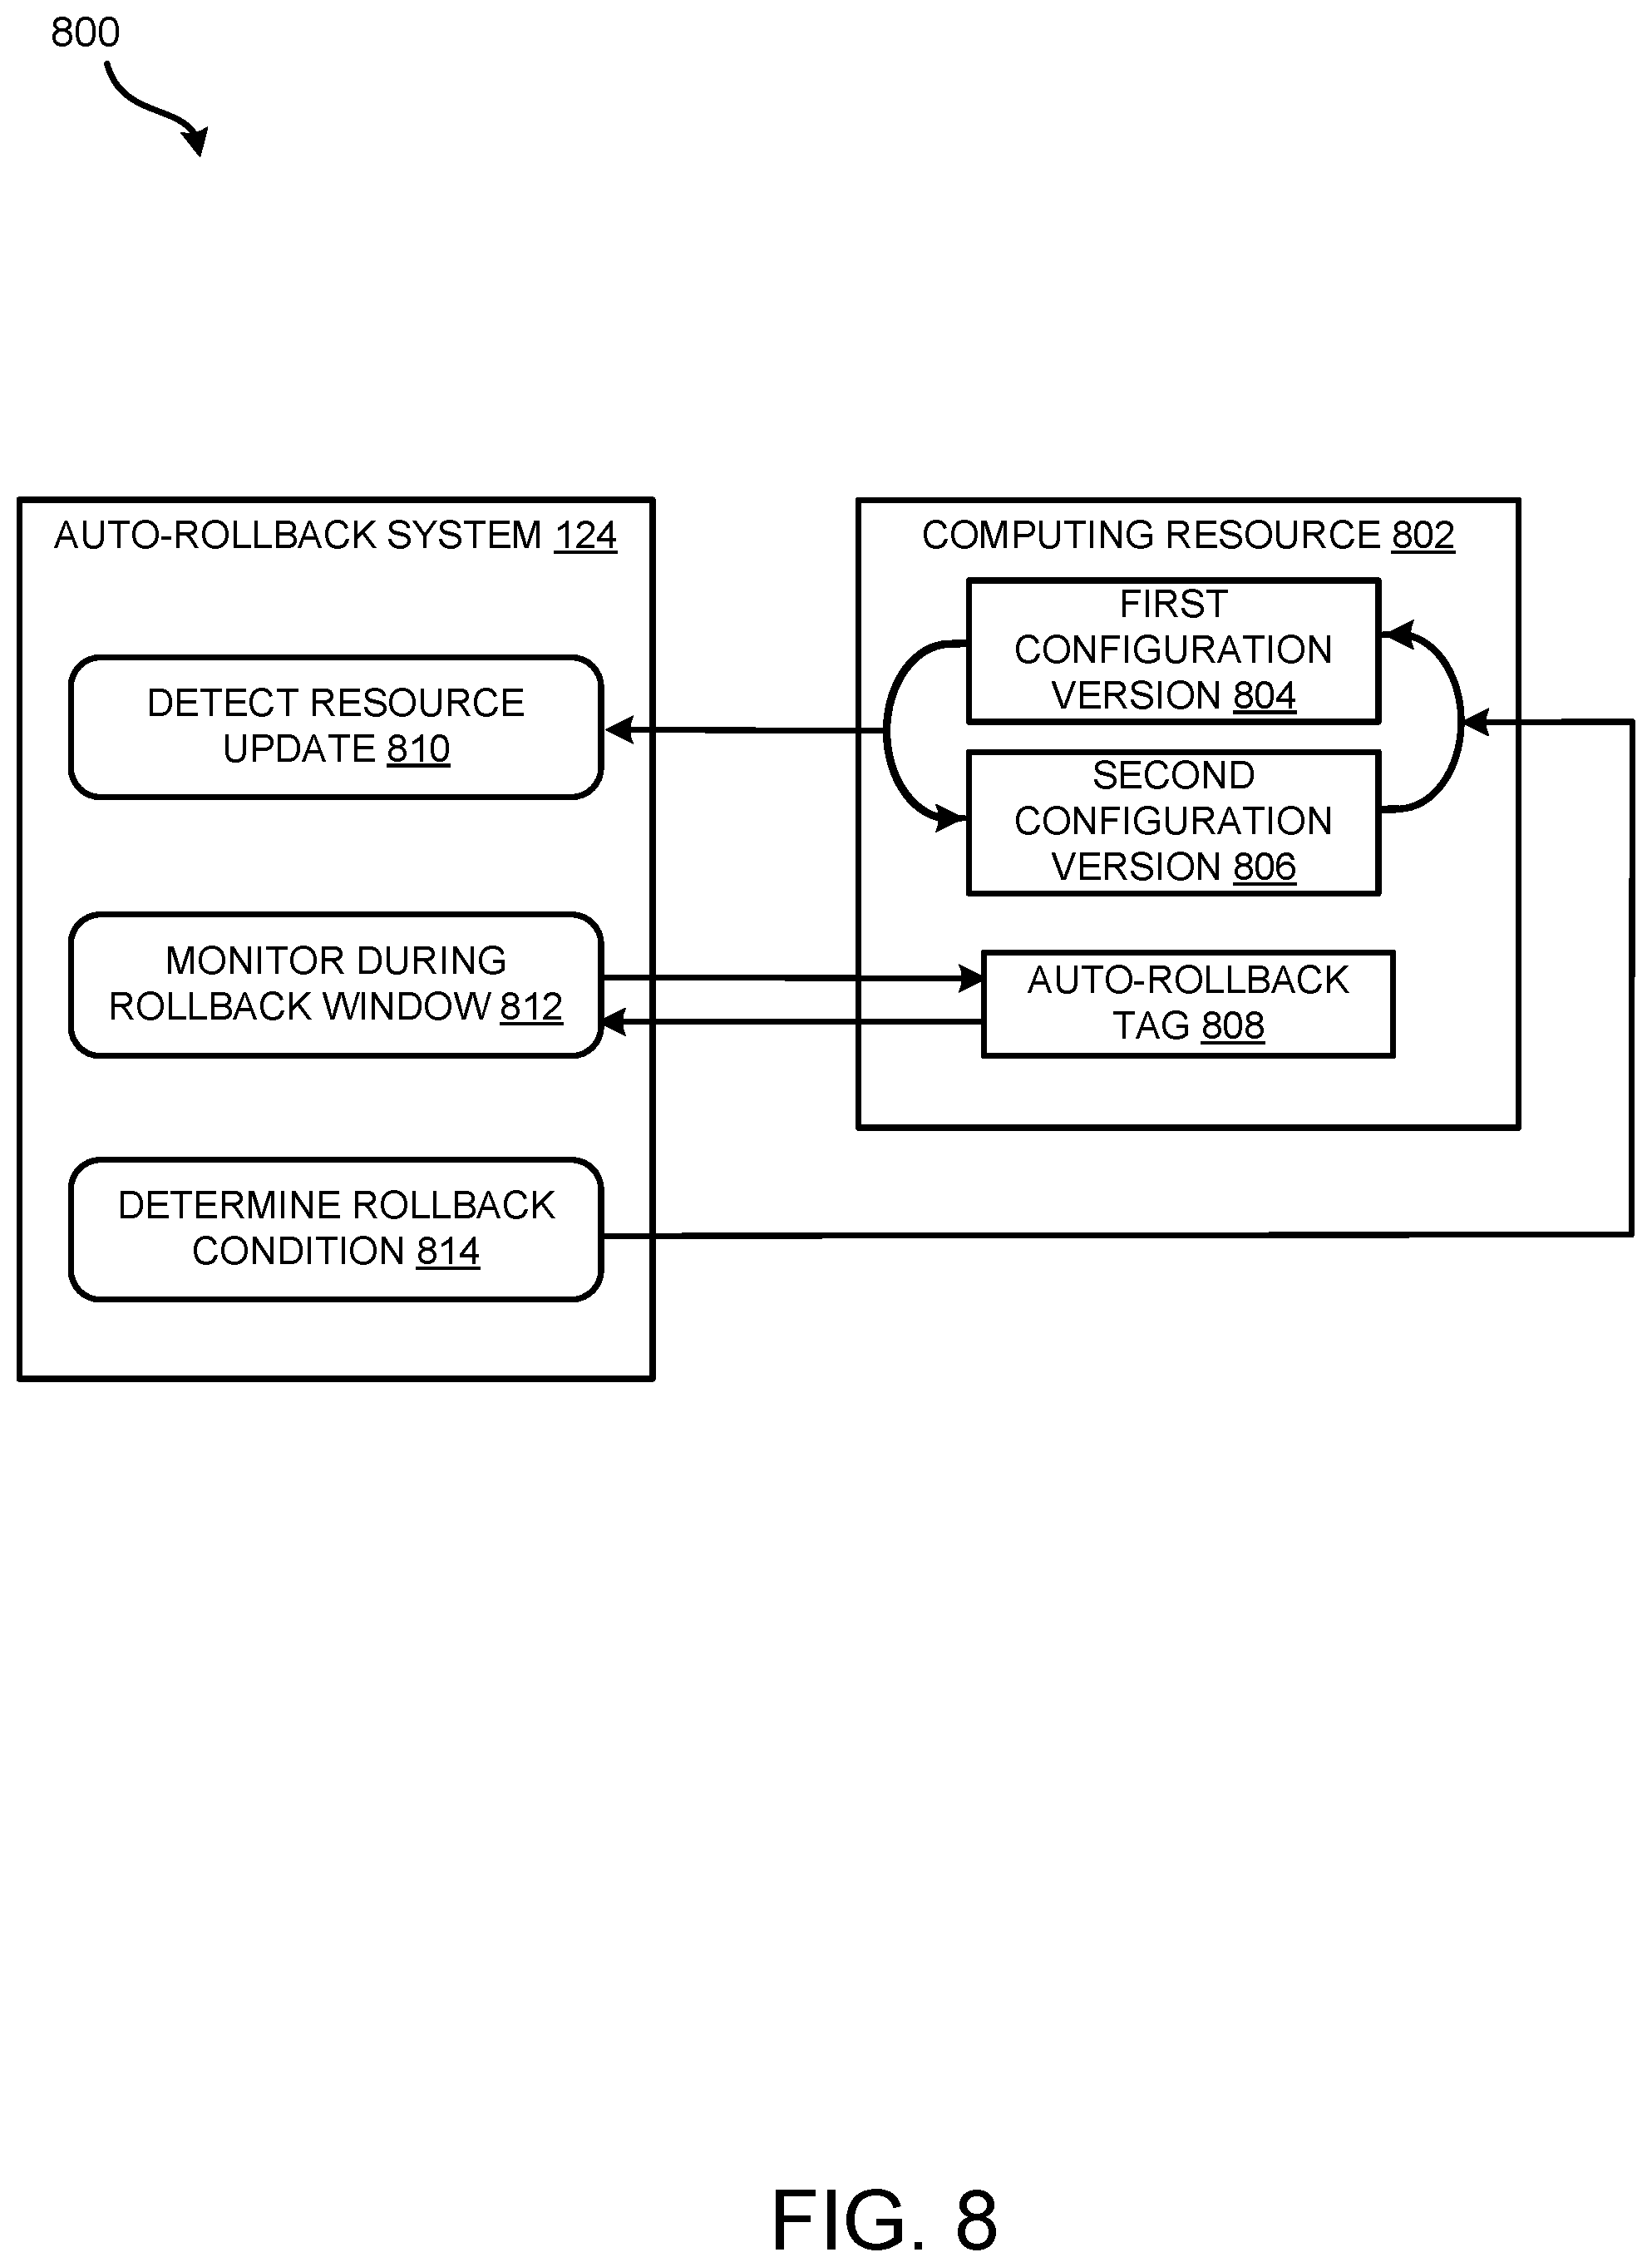 800
AUTO-ROLLBACK SYSTEM 124
DETECT RESOURCE
UPDATE 810
MONITOR DURING
ROLLBACK WINDOW 812
DETERMINE ROLLBACK
CONDITION 814
COMPUTING RESOURCE 802
FIRST
CONFIGURATION
VERSION 804
SECOND
CONFIGURATION
VERSION 806
AUTO-ROLLBACK
TAG 808
FIG. 8